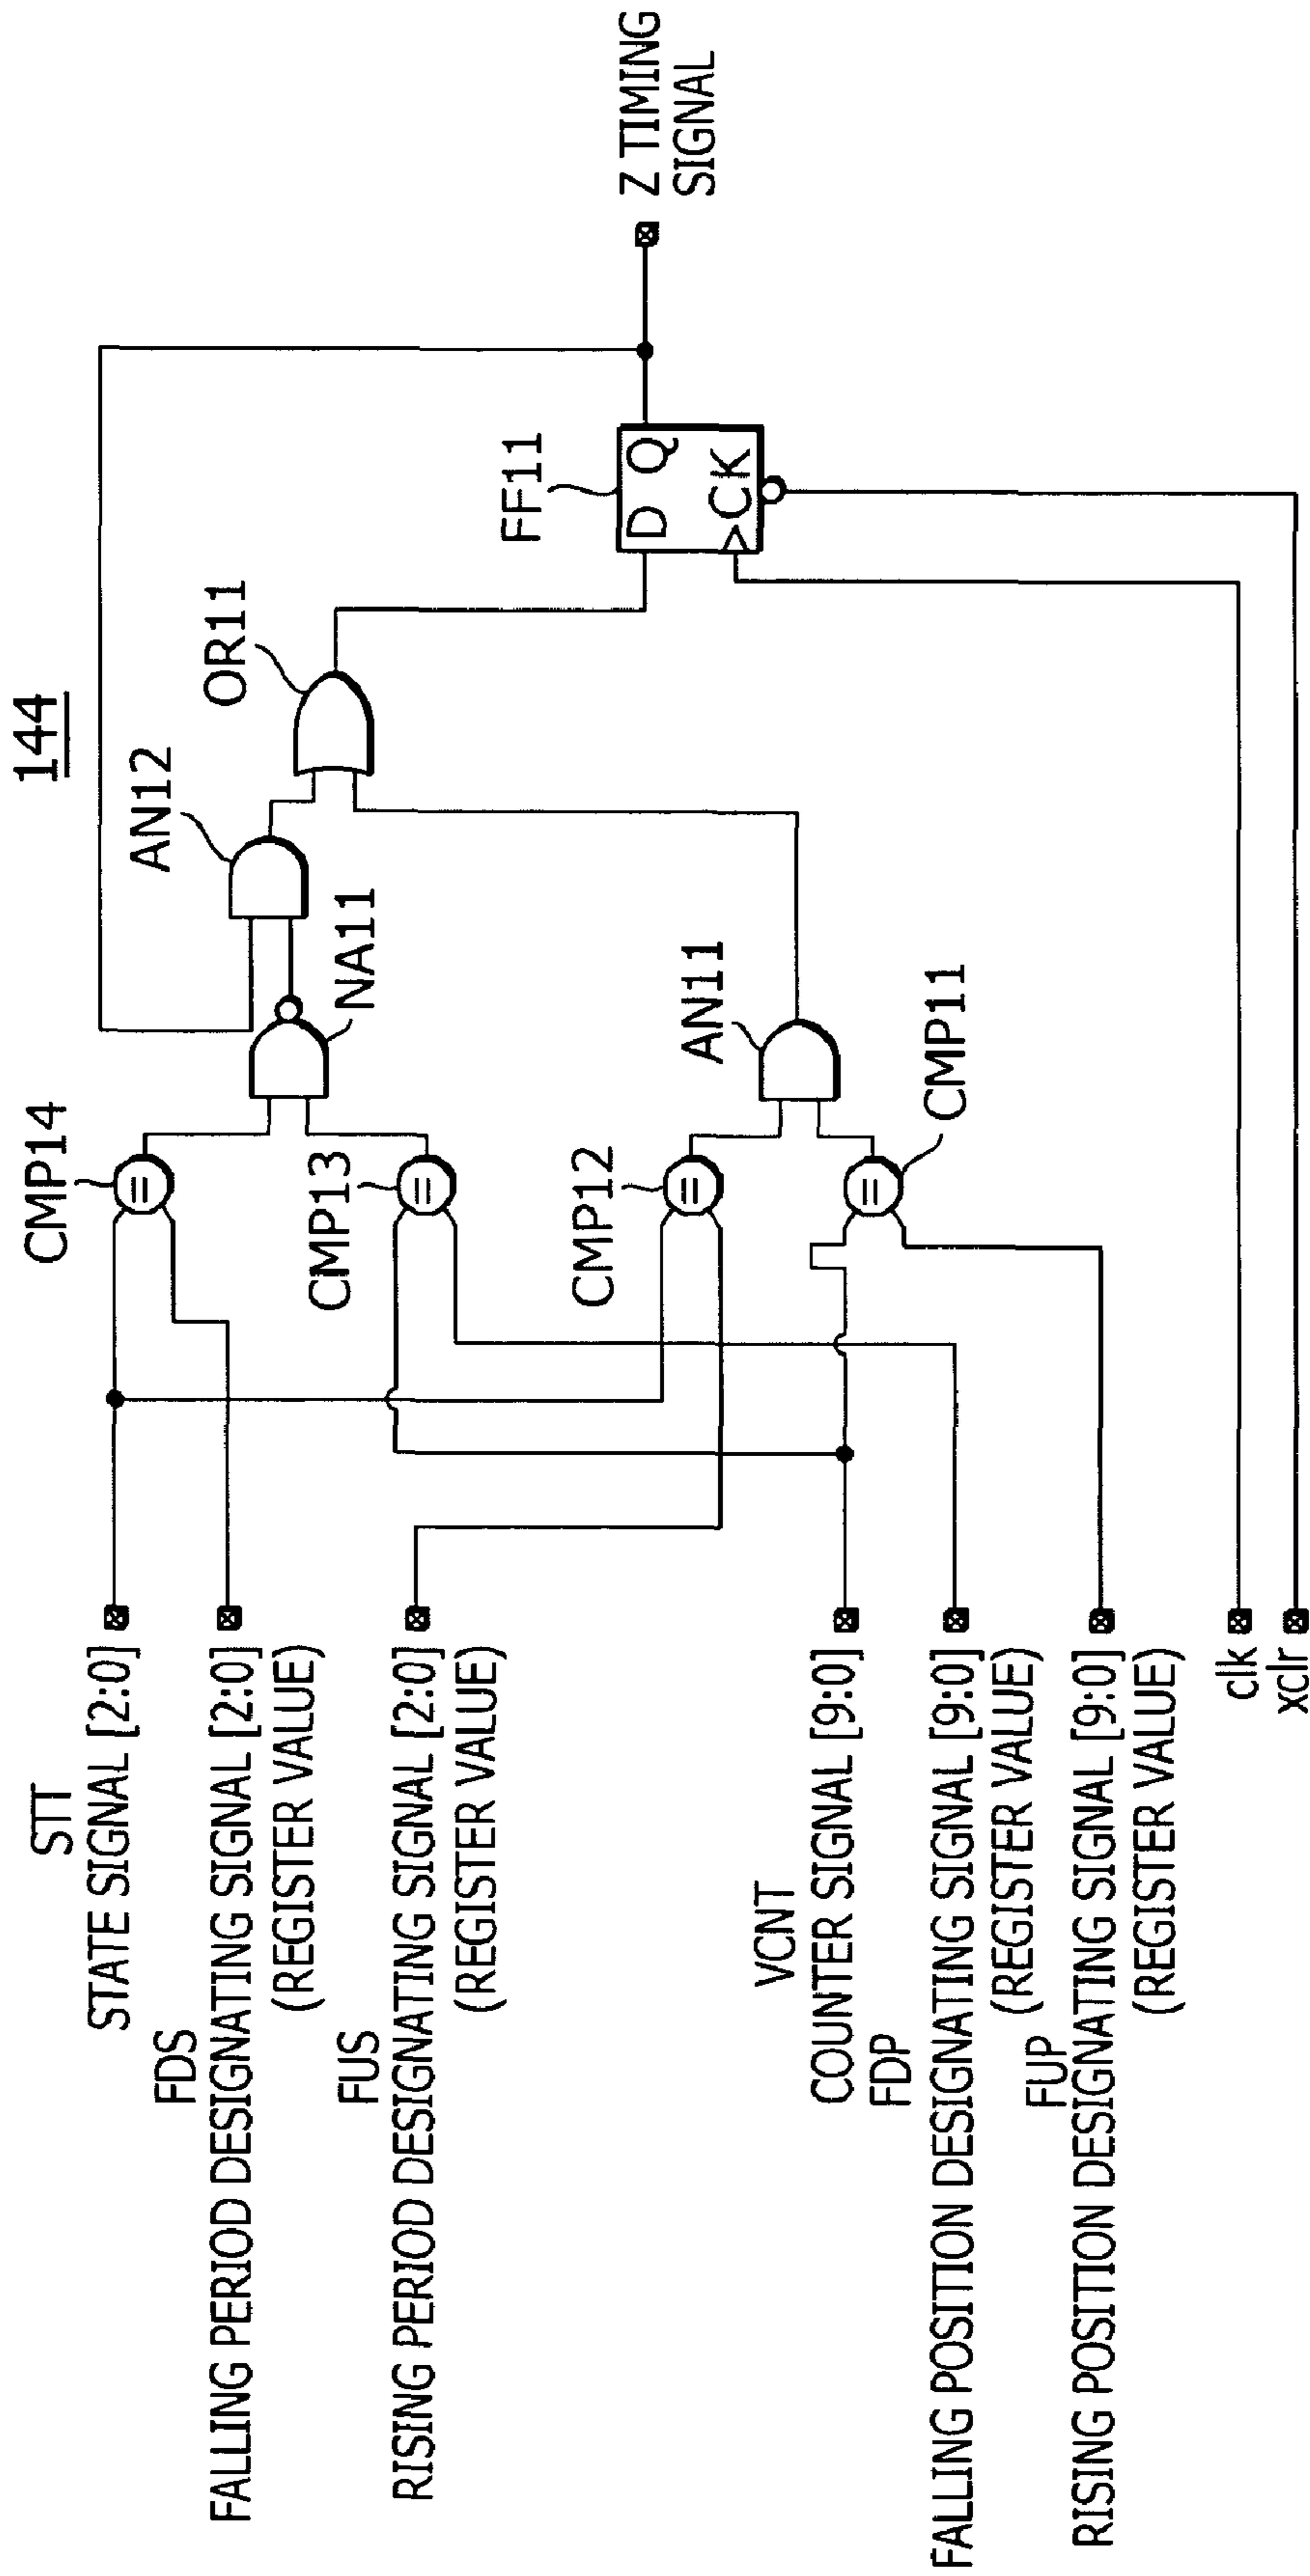 144
STT
STATE SIGNAL [2:0]
FDS
FALLING PERIOD DESIGNATING SIGNAL [2:0]
(REGISTER VALUE)
FUS
RISING PERIOD DESIGNATING SIGNAL [2:0]
(REGISTER VALUE)
VCNT
COUNTER SIGNAL [9:0]
FDP
FALLING POSITION DESIGNATING SIGNAL [9:0]
(REGISTER VALUE)
FUP
RISING POSITION DESIGNATING SIGNAL [9:0]
(REGISTER VALUE)
clk
xclr
CMP14
=
CMP13
=
CMP12
=
CMP11
=
NA11
AN11
AN12
OR11
FF11
D Q
CK
Z TIMING
SIGNAL